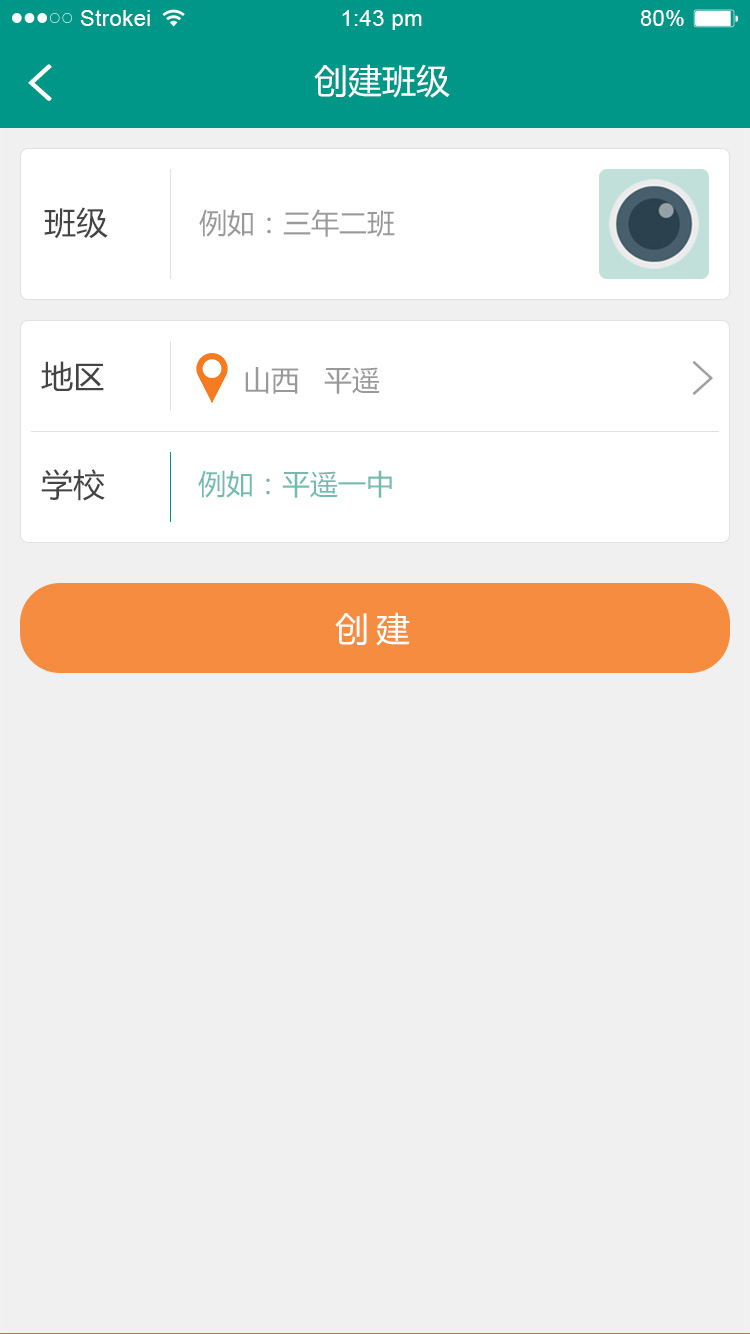 Strokei 1:43 pm 80%
创建班级
班级 例如：三年二班
地区 山西 平遥
学校 例如：平遥一中
创 建